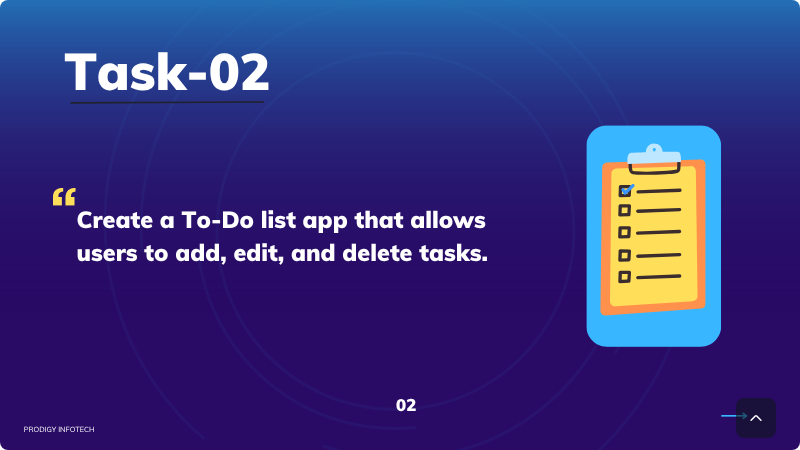 Task-02
“
Create a To-Do list app that allows
users to add, edit, and delete tasks.
02
PRODIGY INFOTECH